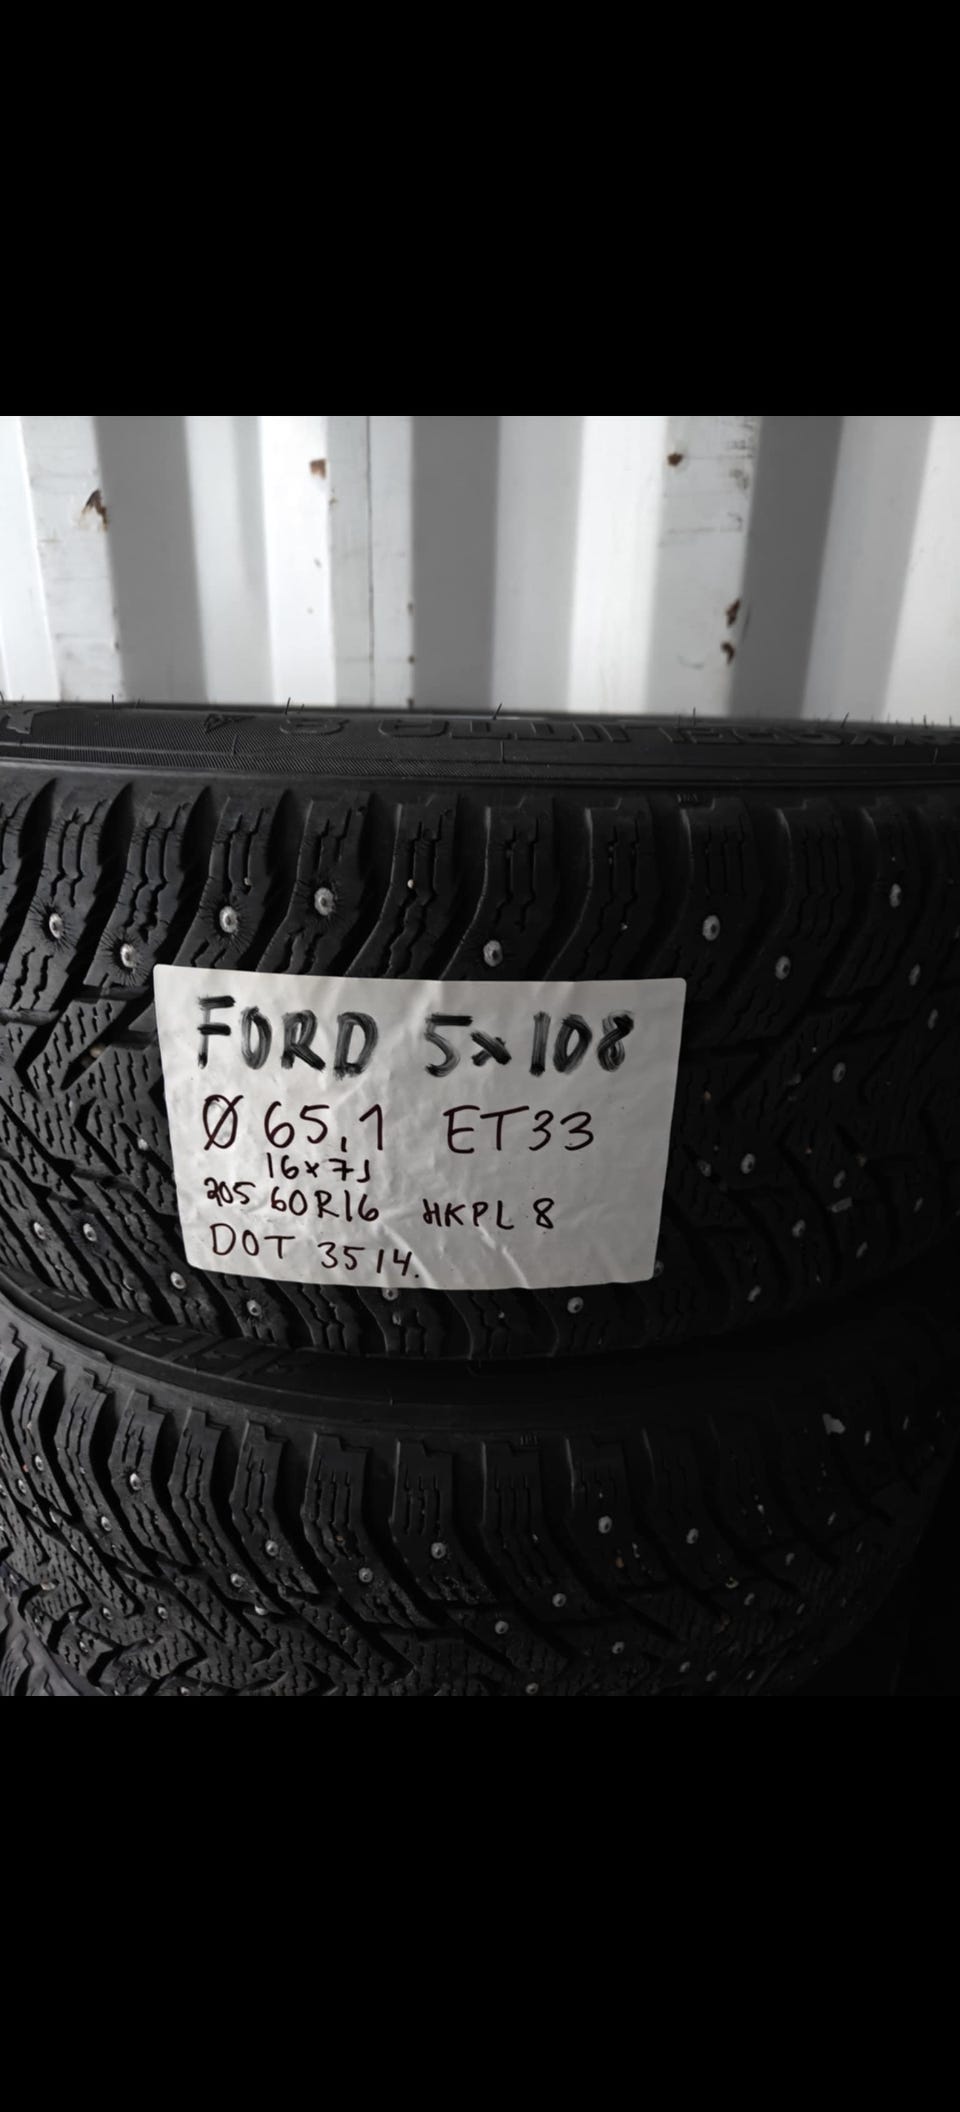 FORD 5x108
Ø 65,1 ET33
16x7J
205 60R16 HKPL 8
DOT 3514.